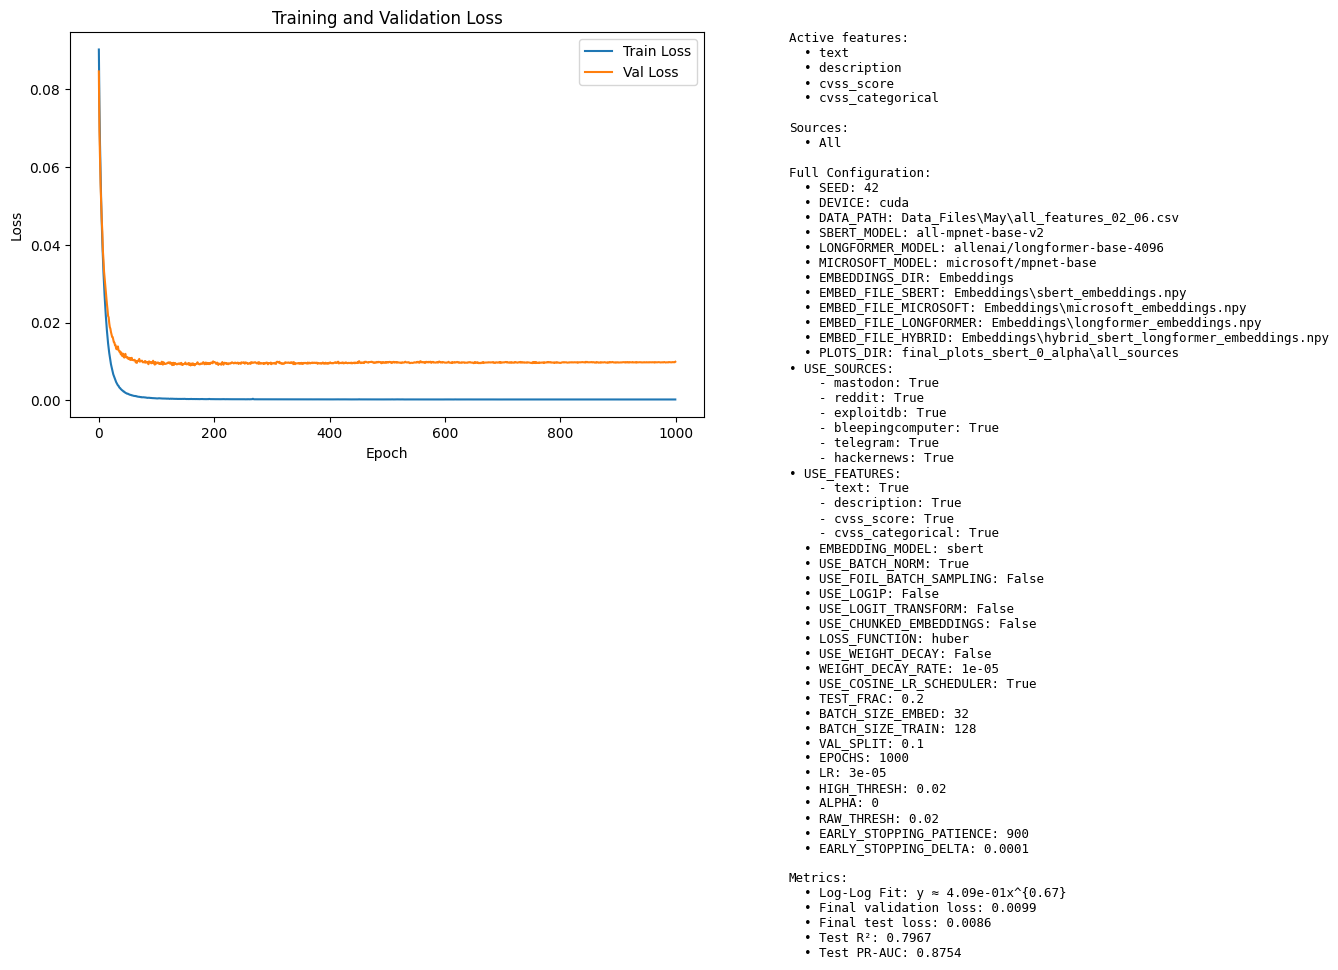 Training and Validation Loss
Train Loss
Val Loss
0.08
0.06
0.04
0.02
0.00
Loss
0
200
400
600
800
1000
Epoch
Active features:
• text
• description
• cvss_score
• cvss_categorical
Sources:
• All
Full Configuration:
• SEED: 42
• DEVICE: cuda
• DATA_PATH: Data_Files\May\all_features_02_06.csv
• SBERT_MODEL: all-mpnet-base-v2
• LONGFORMER_MODEL: allenai/longformer-base-4096
• MICROSOFT_MODEL: microsoft/mpnet-base
• EMBEDDINGS_DIR: Embeddings
• EMBED_FILE_SBERT: Embeddings\sbert_embeddings.npy
• EMBED_FILE_MICROSOFT: Embeddings\microsoft_embeddings.npy
• EMBED_FILE_LONGFORMER: Embeddings\longformer_embeddings.npy
• EMBED_FILE_HYBRID: Embeddings\hybrid_sbert_longformer_embeddings.npy
• PLOTS_DIR: final_plots_sbert_0_alpha\all_sources
• USE_SOURCES:
- mastodon: True
- reddit: True
- exploitdb: True
- bleepingcomputer: True
- telegram: True
- hackernews: True
• USE_FEATURES:
- text: True
- description: True
- cvss_score: True
- cvss_categorical: True
• EMBEDDING_MODEL: sbert
• USE_BATCH_NORM: True
• USE_FOIL_BATCH_SAMPLING: False
• USE_LOG1P: False
• USE_LOGIT_TRANSFORM: False
• USE_CHUNKED_EMBEDDINGS: False
• LOSS_FUNCTION: huber
• USE_WEIGHT_DECAY: False
• WEIGHT_DECAY_RATE: 1e-05
• USE_COSINE_LR_SCHEDULER: True
• TEST_FRAC: 0.2
• BATCH_SIZE_EMBED: 32
• BATCH_SIZE_TRAIN: 128
• VAL_SPLIT: 0.1
• EPOCHS: 1000
• LR: 3e-05
• HIGH_THRESH: 0.02
• ALPHA: 0
• RAW_THRESH: 0.02
• EARLY_STOPPING_PATIENCE: 900
• EARLY_STOPPING_DELTA: 0.0001
Metrics:
• Log-Log Fit: y ≈ 4.09e-01x^{0.67}
• Final validation loss: 0.0099
• Final test loss: 0.0086
• Test R²: 0.7967
• Test PR-AUC: 0.8754